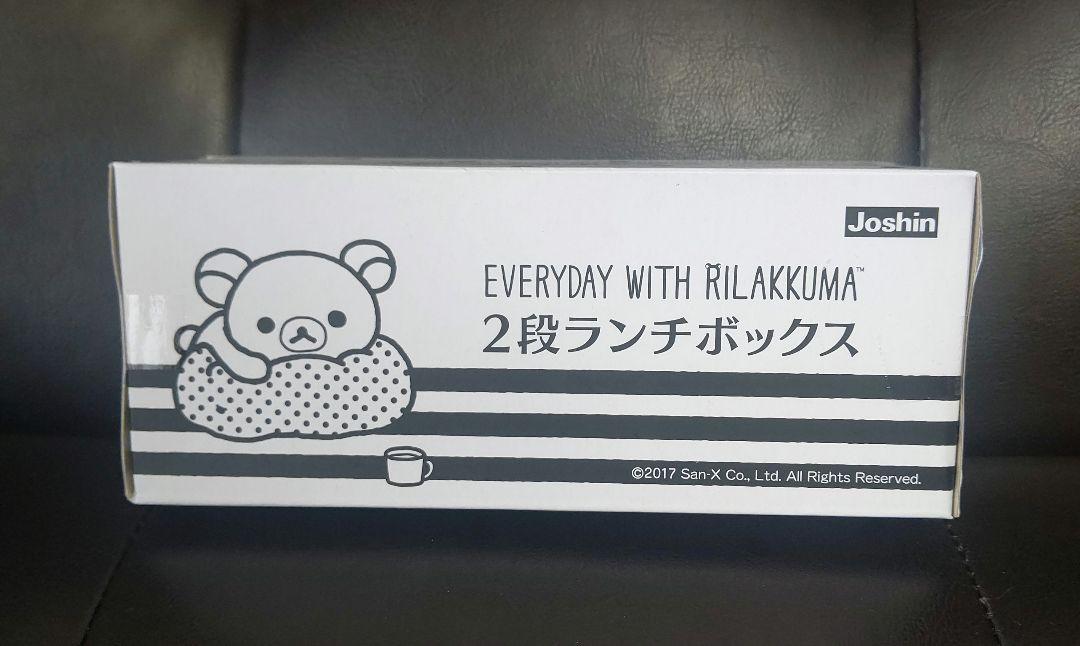 Joshin
EVERYDAY WITH RILAKKUMA™
2段ランチボックス
©2017 San-X Co., Ltd. All Rights Reserved.